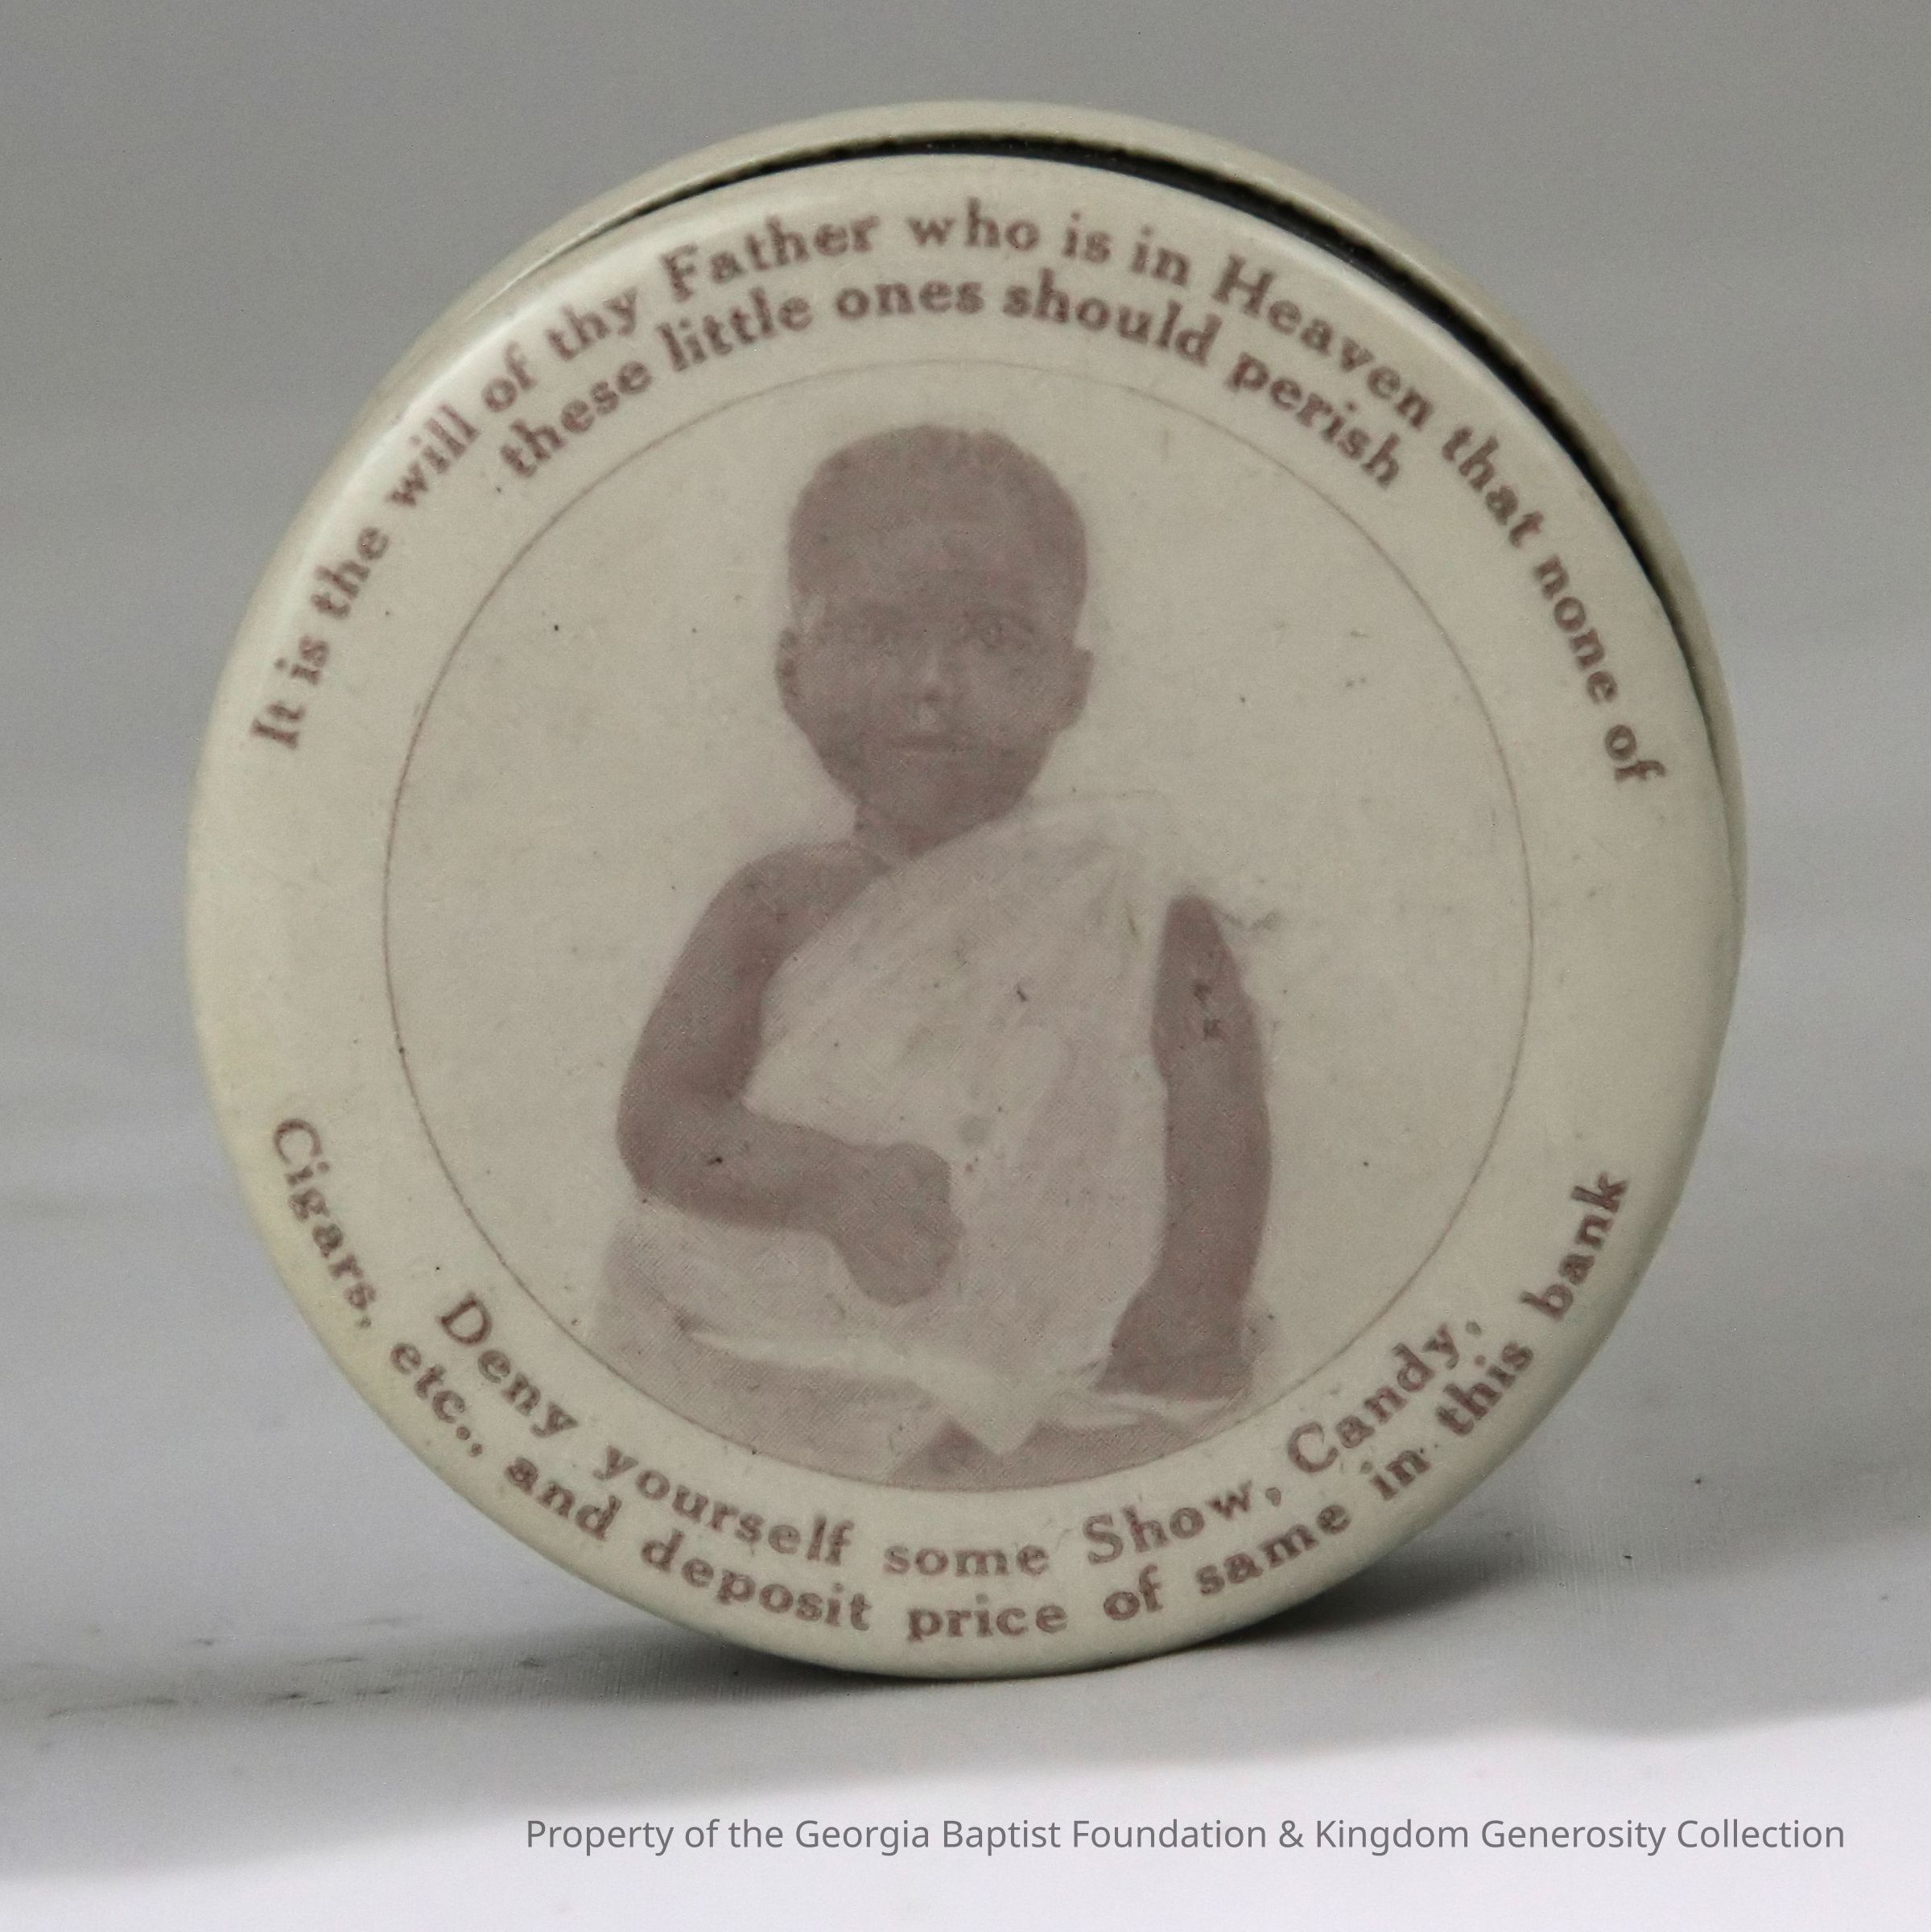 It is the will of thy Father who is in Heaven that none of
these little ones should perish
Deny yourself some Show, Candy,
Cigars, etc., and deposit price of same in this bank
Property of the Georgia Baptist Foundation & Kingdom Generosity Collection